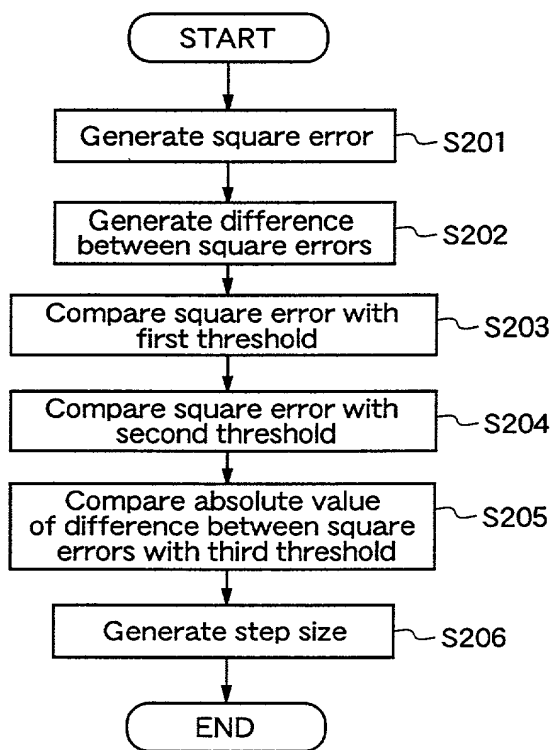 START
Generate square error
S201
Generate difference
between square errors
S202
Compare square error with
first threshold
S203
Compare square error with
second threshold
S204
Compare absolute value
of difference between square
errors with third threshold
S205
Generate step size
S206
END